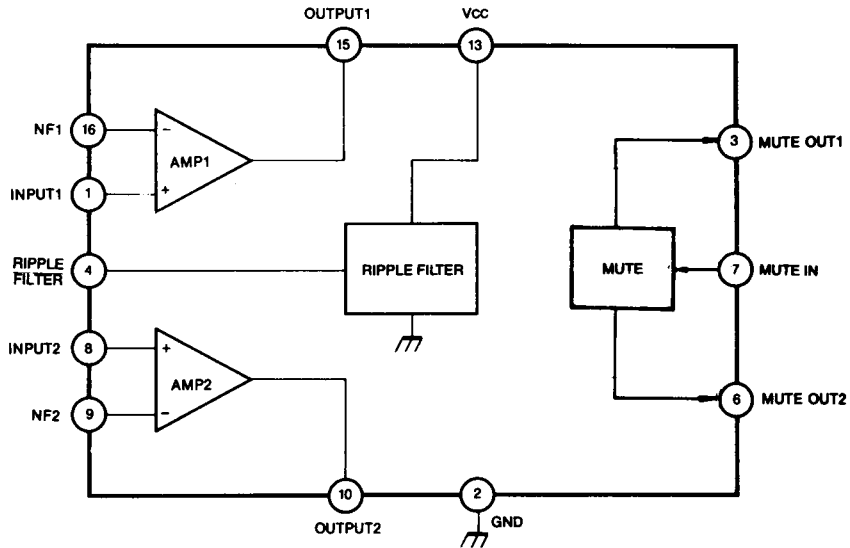 OUTPUT1
Vcc
15
13
NF1
16
−
AMP1
3
MUTE OUT1
INPUT1
1
+
RIPPLE
FILTER
4
RIPPLE FILTER
MUTE
7
MUTE IN
INPUT2
8
+
AMP2
6
MUTE OUT2
NF2
9
−
10
2
OUTPUT2
GND